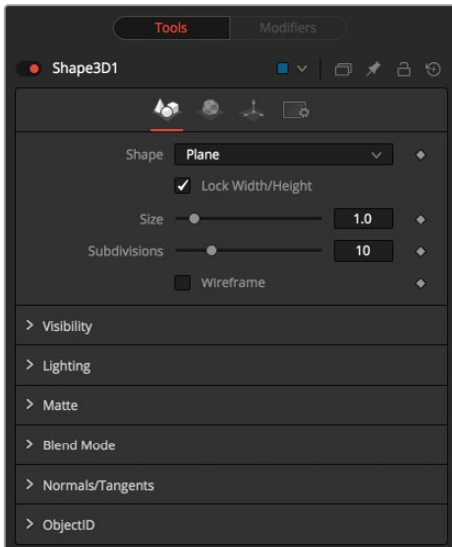 Tools Modifiers
Shape3D1
Shape Plane
Lock Width/Height
Size 1.0
Subdivisions 10
Wireframe
Visibility
Lighting
Matte
Blend Mode
Normals/Tangents
ObjectID